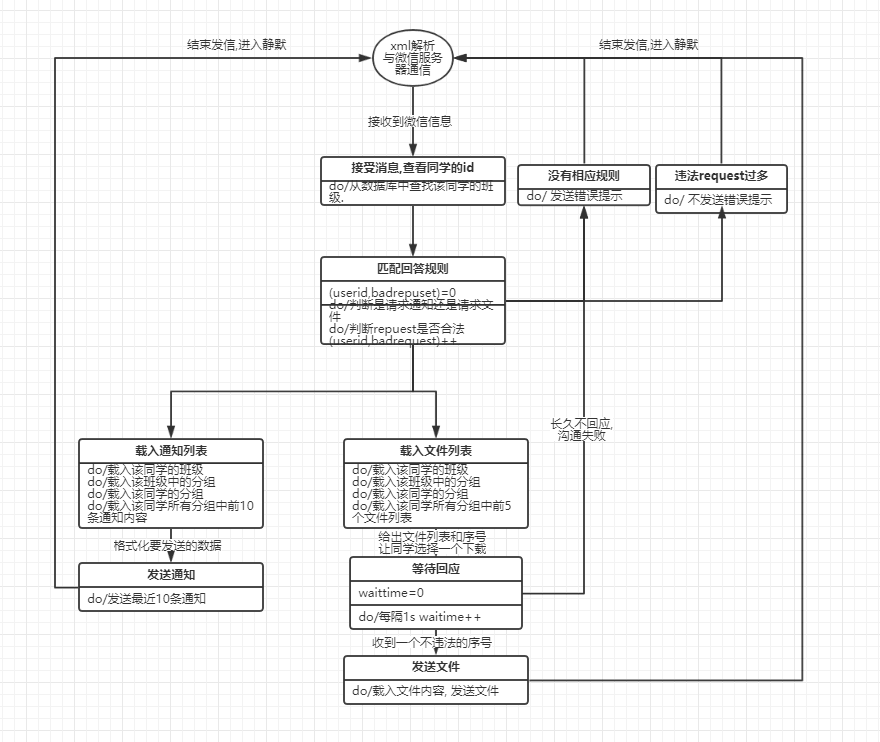 结束发信,进入静默
结束发信,进入静默
xml解析
与微信服务
器通信
接收到微信信息
接受消息,查看同学的id
do/从数据库中查找该同学的班
级.
没有相应规则
do/ 发送错误提示
违法request过多
do/ 不发送错误提示
匹配回答规则
(userid,badrepuset)=0
do/判断是请求通知还是请求文
件
do/判断repuest是否合法
(userid,badrequest)++
长久不回应,
沟通失败
载入通知列表
do/载入该同学的班级
do/载入该班级中的分组
do/载入该同学的分组
do/载入该同学所有分组中前10
条通知内容
载入文件列表
do/载入该同学的班级
do/载入该班级中的分组
do/载入该同学的分组
do/载入该同学所有分组中前5
个文件列表
格式化要发送的数据
给出文件列表和序号
让同学选择一个下载
发送通知
do/发送最近10条通知
等待回应
waittime=0
do/每隔1s waitime++
收到一个不违法的序号
发送文件
do/载入文件内容, 发送文件